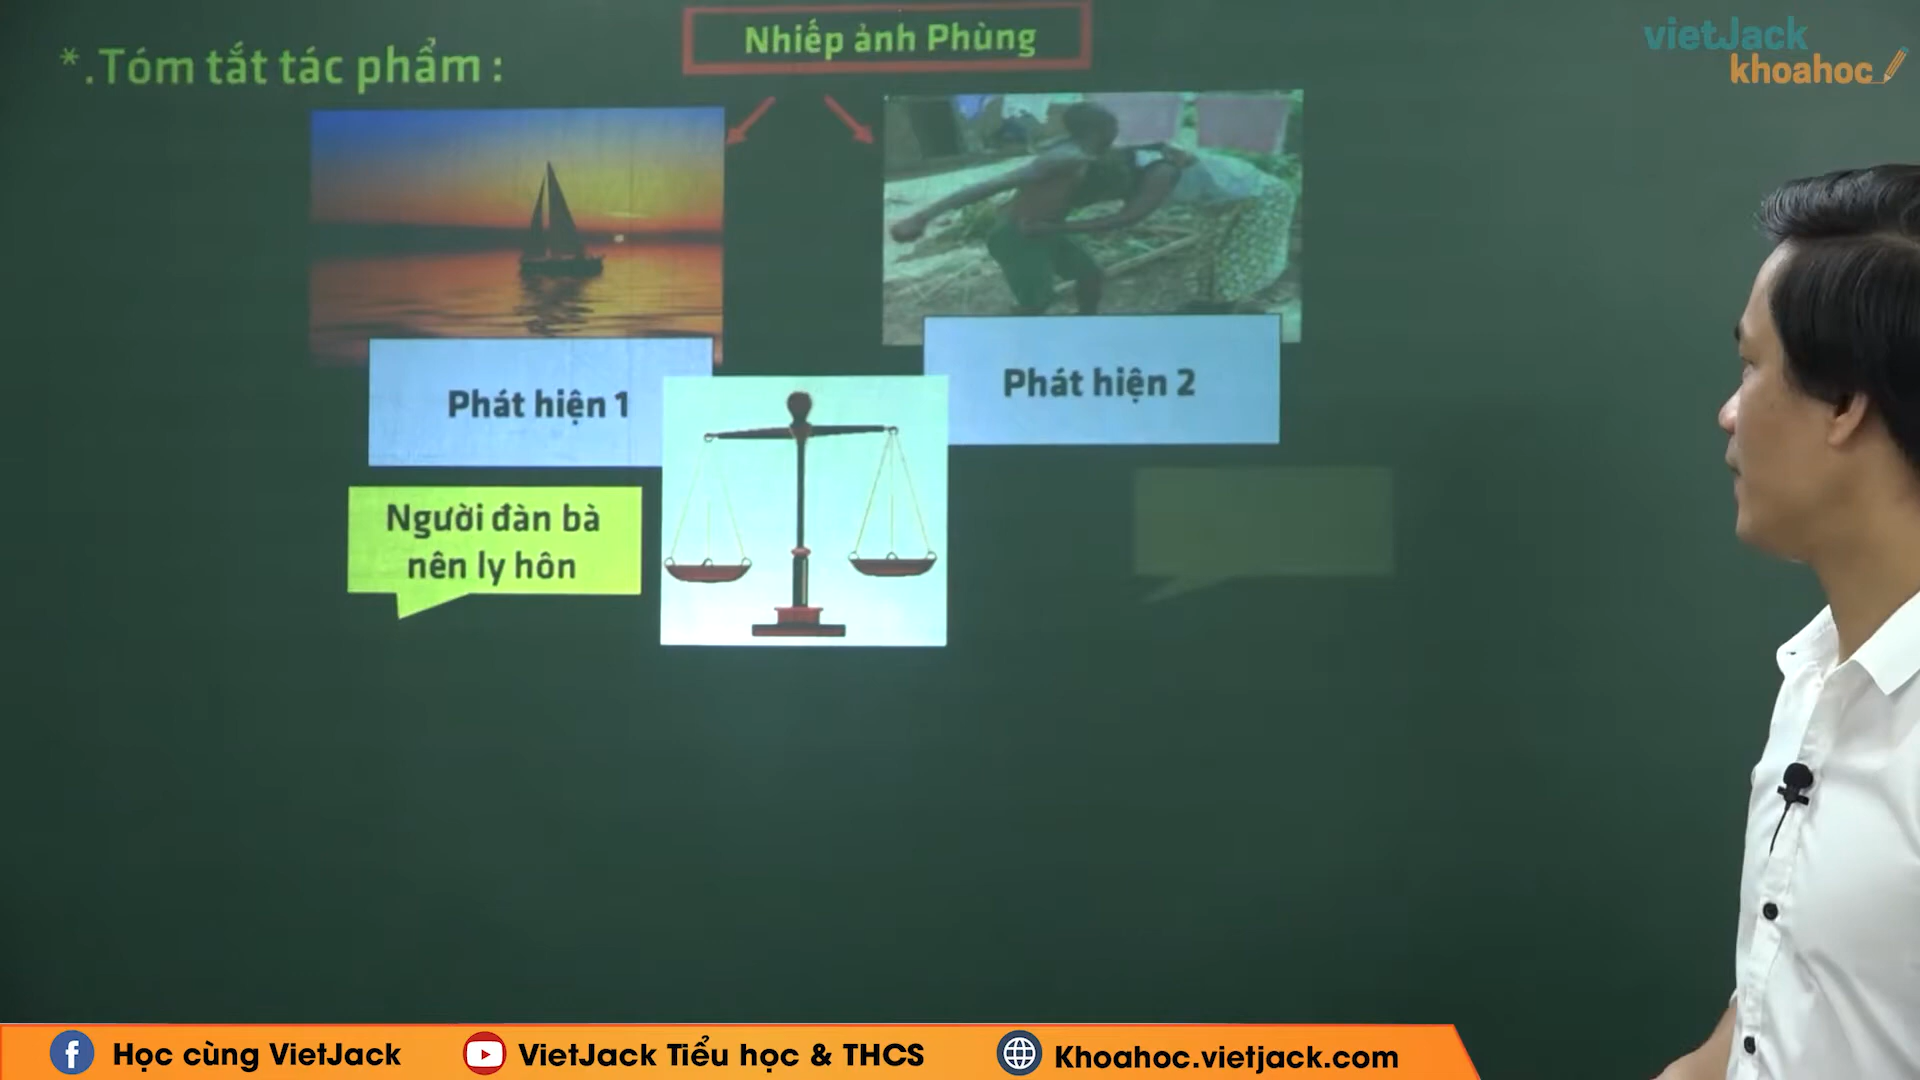 *.Tóm tắt tác phẩm :
Nhiếp ảnh Phùng
vietJack
khoahoc
Phát hiện 1
Phát hiện 2
Người đàn bà
nên ly hôn
Học cùng VietJack
VietJack Tiểu học & THCS
Khoahoc.vietjack.com